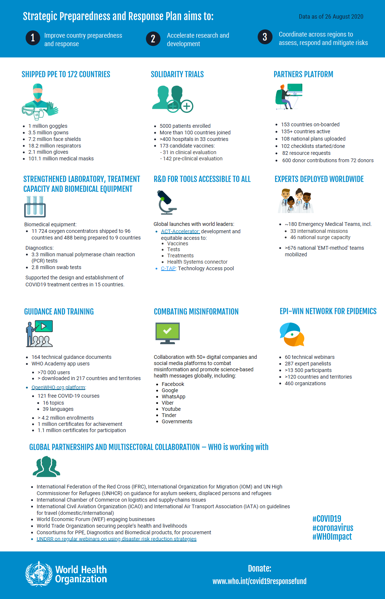 Strategic Preparedness and Response Plan aims to:
Data as of 26 August 2020
1
Improve country preparedness
and response
2
Accelerate research and
development
3
Coordinate across regions to
assess, respond and mitigate risks
SHIPPED PPE TO 172 COUNTRIES
• 1 million goggles
• 3.5 million gowns
• 7.2 million face shields
• 18.2 million respirators
• 2.1 million gloves
• 101.1 million medical masks
SOLIDARITY TRIALS
• 5000 patients enrolled
• More than 100 countries joined
• >400 hospitals in 33 countries
• 173 candidate vaccines:
- 31 in clinical evaluation
- 142 pre-clinical evaluation
PARTNERS PLATFORM
• 153 countries on-boarded
• 135+ countries active
• 108 national plans uploaded
• 102 checklists started/done
• 82 resource requests
• 600 donor contributions from 72 donors
STRENGTHENED LABORATORY, TREATMENT
CAPACITY AND BIOMEDICAL EQUIPMENT
Biomedical equipment:
• 11 724 oxygen concentrators shipped to 96
countries and 488 being prepared to 9 countries
Diagnostics:
• 3.3 million manual polymerase chain reaction
(PCR) tests
• 2.8 million swab tests
Supported the design and establishment of
COVID19 treatment centres in 15 countries.
R&D FOR TOOLS ACCESSIBLE TO ALL
Global launches with world leaders:
• ACT-Accelerator: development and
equitable access to:
• Vaccines
• Tests
• Treatments
• Health Systems connector
• C-TAP: Technology Access pool
EXPERTS DEPLOYED WORLDWIDE
• ~180 Emergency Medical Teams, incl.
• 33 international missions
• 46 national surge capacity
• >676 national 'EMT-method' teams
mobilized
GUIDANCE AND TRAINING
• 164 technical guidance documents
• WHO Academy app users
• >70 000 users
• > downloaded in 217 countries and territories
• OpenWHO.org platform:
• 121 free COVID-19 courses
• 16 topics
• 39 languages
• > 4.2 million enrollments
• 1 million certificates for achievement
• 1.1 million certificates for participation
COMBATING MISINFORMATION
Collaboration with 50+ digital companies and
social media platforms to combat
misinformation and promote science-based
health messages globally, including:
• Facebook
• Google
• WhatsApp
• Viber
• Youtube
• Tinder
• Governments
EPI-WIN NETWORK FOR EPIDEMICS
• 60 technical webinars
• 287 expert panelists
• >13 500 participants
• >120 countries and territories
• 460 organizations
GLOBAL PARTNERSHIPS AND MULTISECTORAL COLLABORATION – WHO is working with
• International Federation of the Red Cross (IFRC), International Organization for Migration (IOM) and UN High
Commissioner for Refugees (UNHCR) on guidance for asylum seekers, displaced persons and refugees
• International Chamber of Commerce on logistics and supply-chains issues
• International Civil Aviation Organization (ICAO) and International Air Transport Association (IATA) on guidelines
for travel (domestic/international)
• World Economic Forum (WEF) engaging businesses
• World Trade Organization securing people's health and livelihoods
• Consortiums for PPE, Diagnostics and Biomedical products, for procurement
• UNDRR on regular webinars on using disaster risk reduction strategies
#COVID19
#coronavirus
#WHOImpact
World Health
Organization
Donate:
www.who.int/covid19responsefund